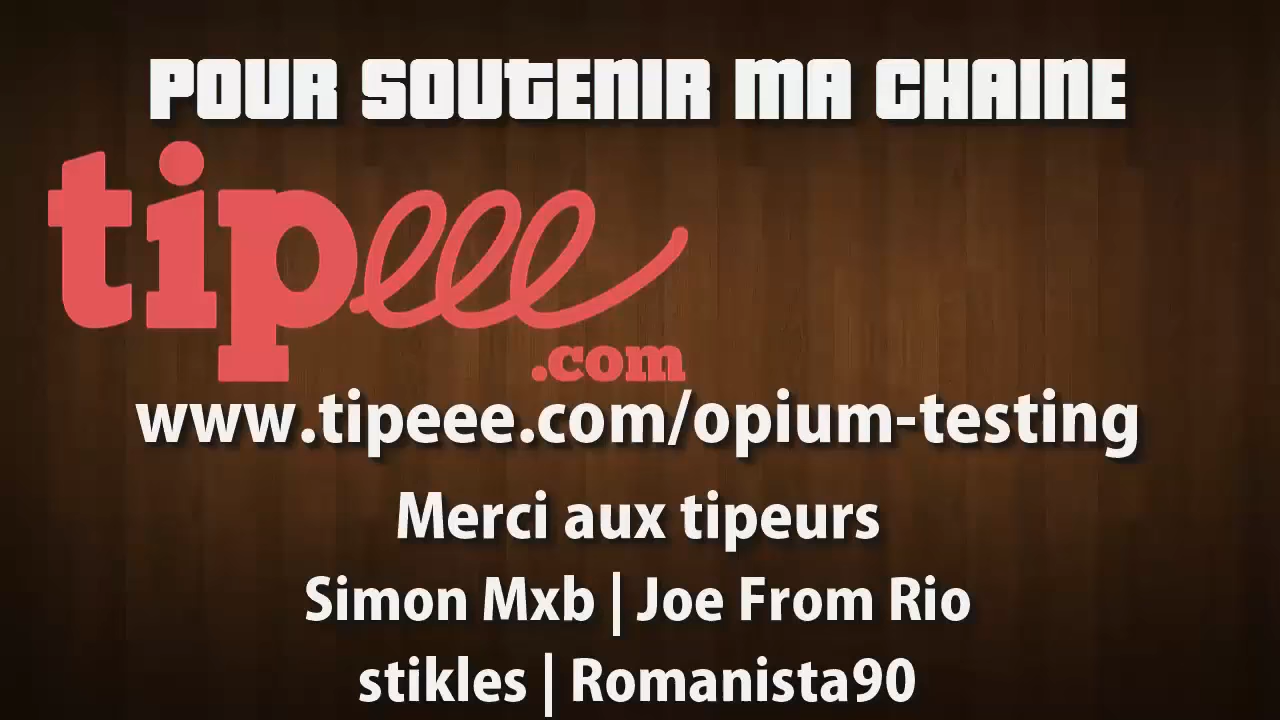 POUR SOUTENIR MA CHAINE
tipeee
.com
www.tipeee.com/opium-testing
Merci aux tipeurs
Simon Mxb | Joe From Rio
stikles | Romanista90